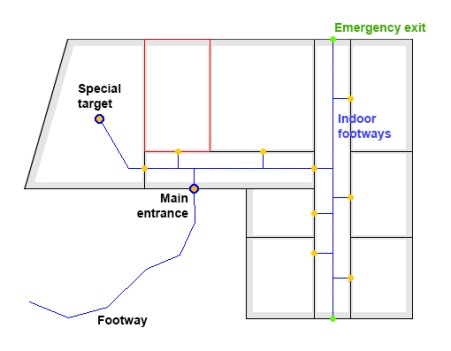 Emergency exit
Special
target
Indoor
footways
Main
entrance
Footway